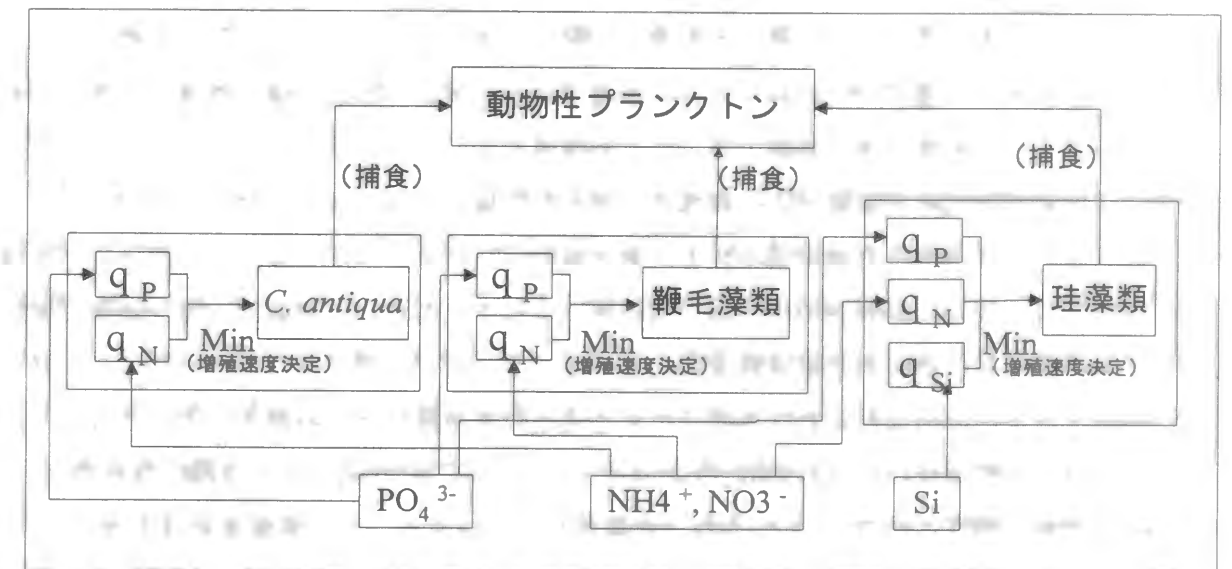 動物性プランクトン
(捕食)
(捕食)
(捕食)
q P
q N
C. antiqua
Min
(増殖速度決定)
q P
q N
鞭毛藻類
Min
(増殖速度決定)
q P
q N
q Si
珪藻類
Min
(増殖速度決定)
PO₄ ³⁻
NH4 ⁺, NO3 ⁻
Si